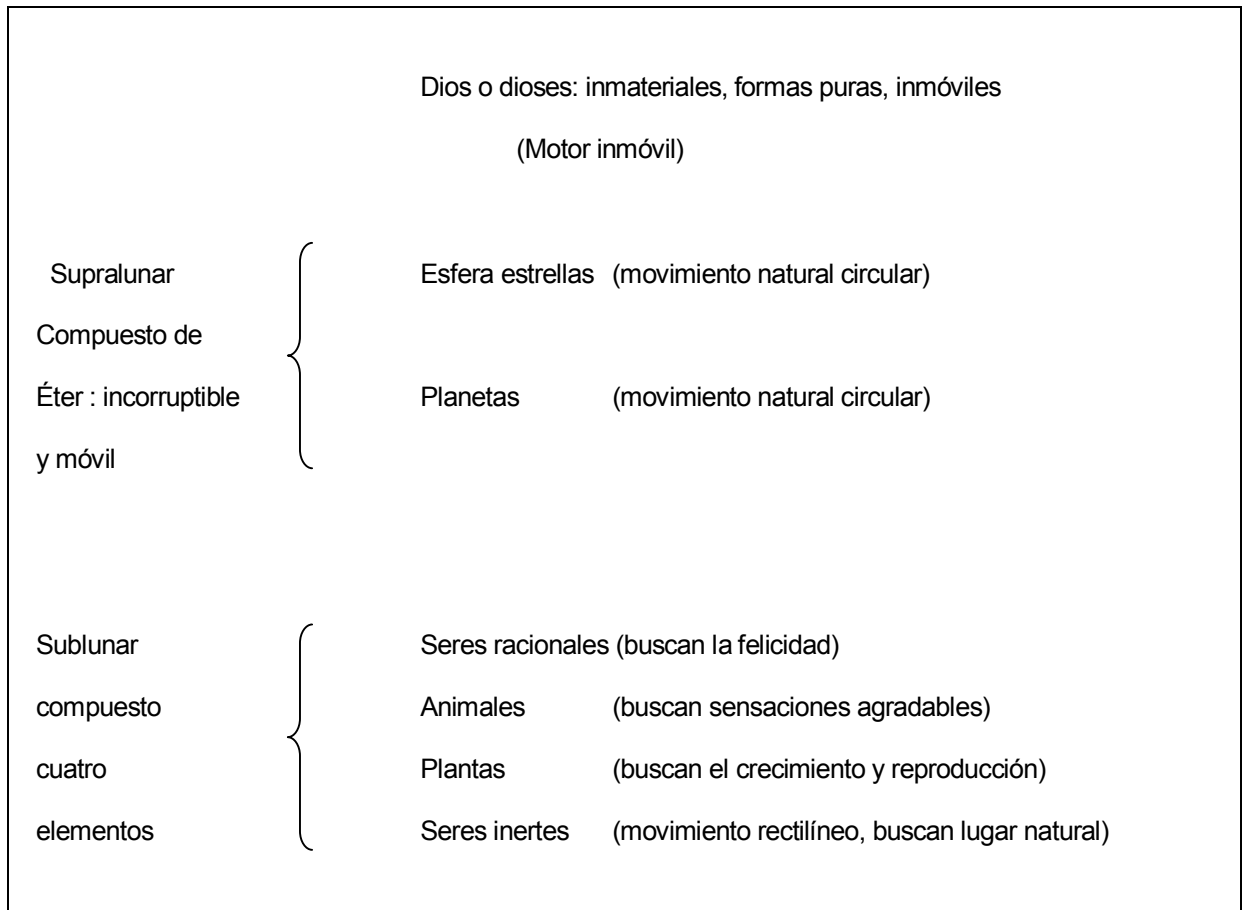 Dios o dioses: inmateriales, formas puras, inmóviles
(Motor inmóvil)
Supralunar Esfera estrellas (movimiento natural circular)
Compuesto de
Éter : incorruptible Planetas (movimiento natural circular)
y móvil
Sublunar Seres racionales (buscan la felicidad)
compuesto Animales (buscan sensaciones agradables)
cuatro Plantas (buscan el crecimiento y reproducción)
elementos Seres inertes (movimiento rectilíneo, buscan lugar natural)